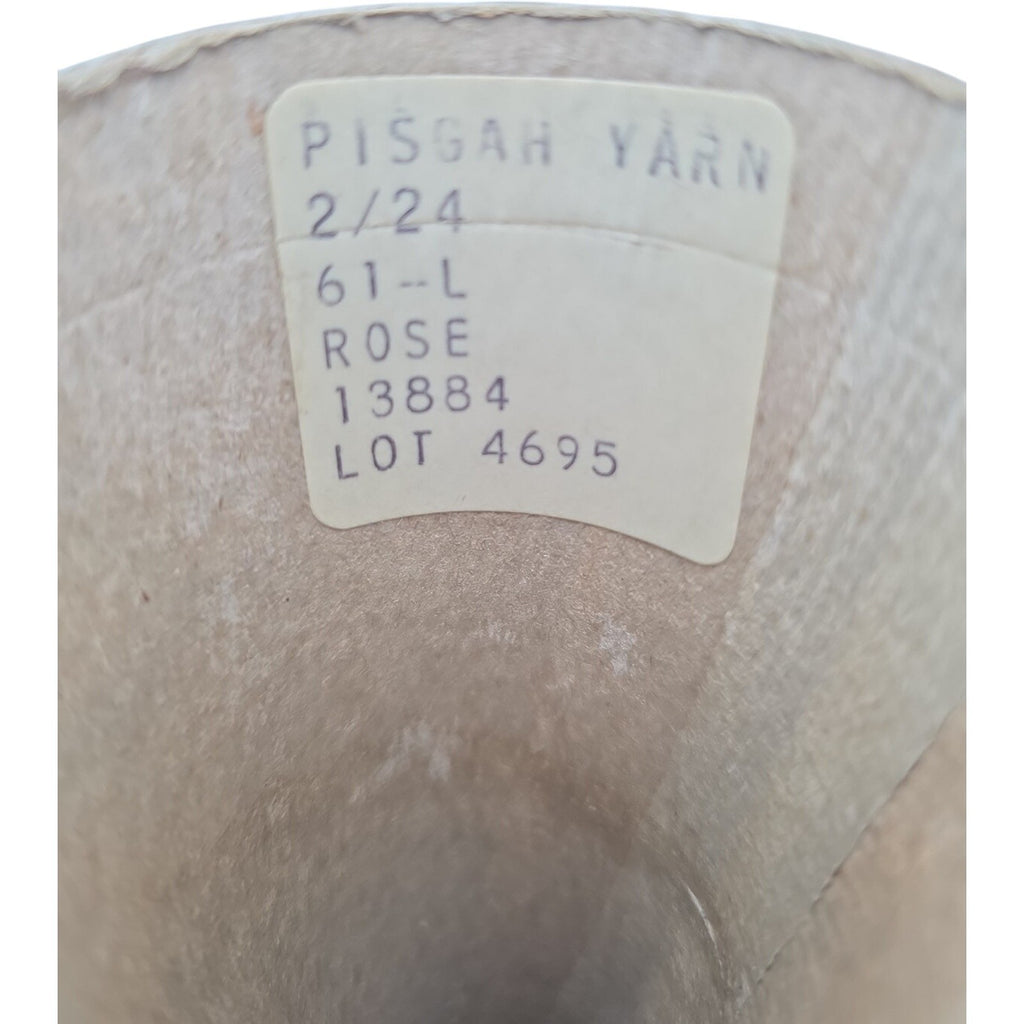 PISGAH YARN
2/24
61--L
ROSE
13884
LOT 4695